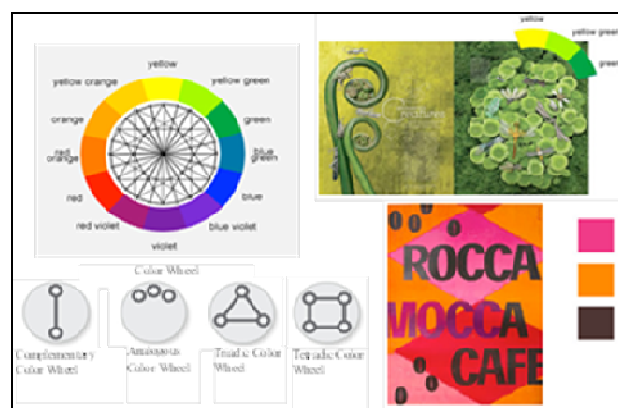 yellow
yellow orange
yellow green
orange
green
red
orange
blue
green
red
blue
red violet
blue violet
violet
Color Wheel
Complementary
Color Wheel
Analogous
Color Wheel
Triadic Color
Wheel
Tetradic Color
Wheel
yellow
yellow green
green
Creatures
ROCCA
MOCCA
CAFE